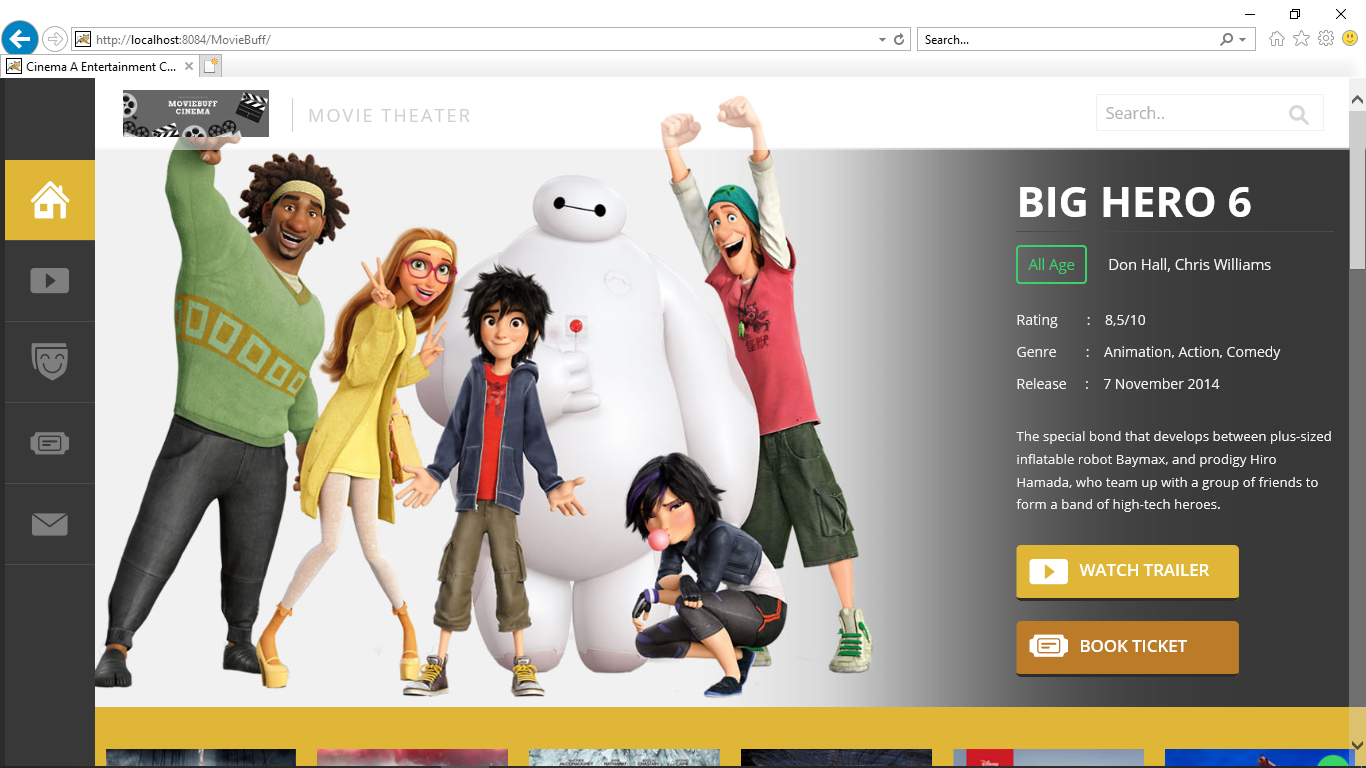 http://localhost:8084/MovieBuff/
Search...
Cinema A Entertainment C...
MOVIEBUFF
CINEMA
MOVIE THEATER
Search..
BIG HERO 6
All Age
Don Hall, Chris Williams
Rating : 8,5/10
Genre : Animation, Action, Comedy
Release : 7 November 2014
The special bond that develops between plus-sized
inflatable robot Baymax, and prodigy Hiro
Hamada, who team up with a group of friends to
form a band of high-tech heroes.
WATCH TRAILER
BOOK TICKET